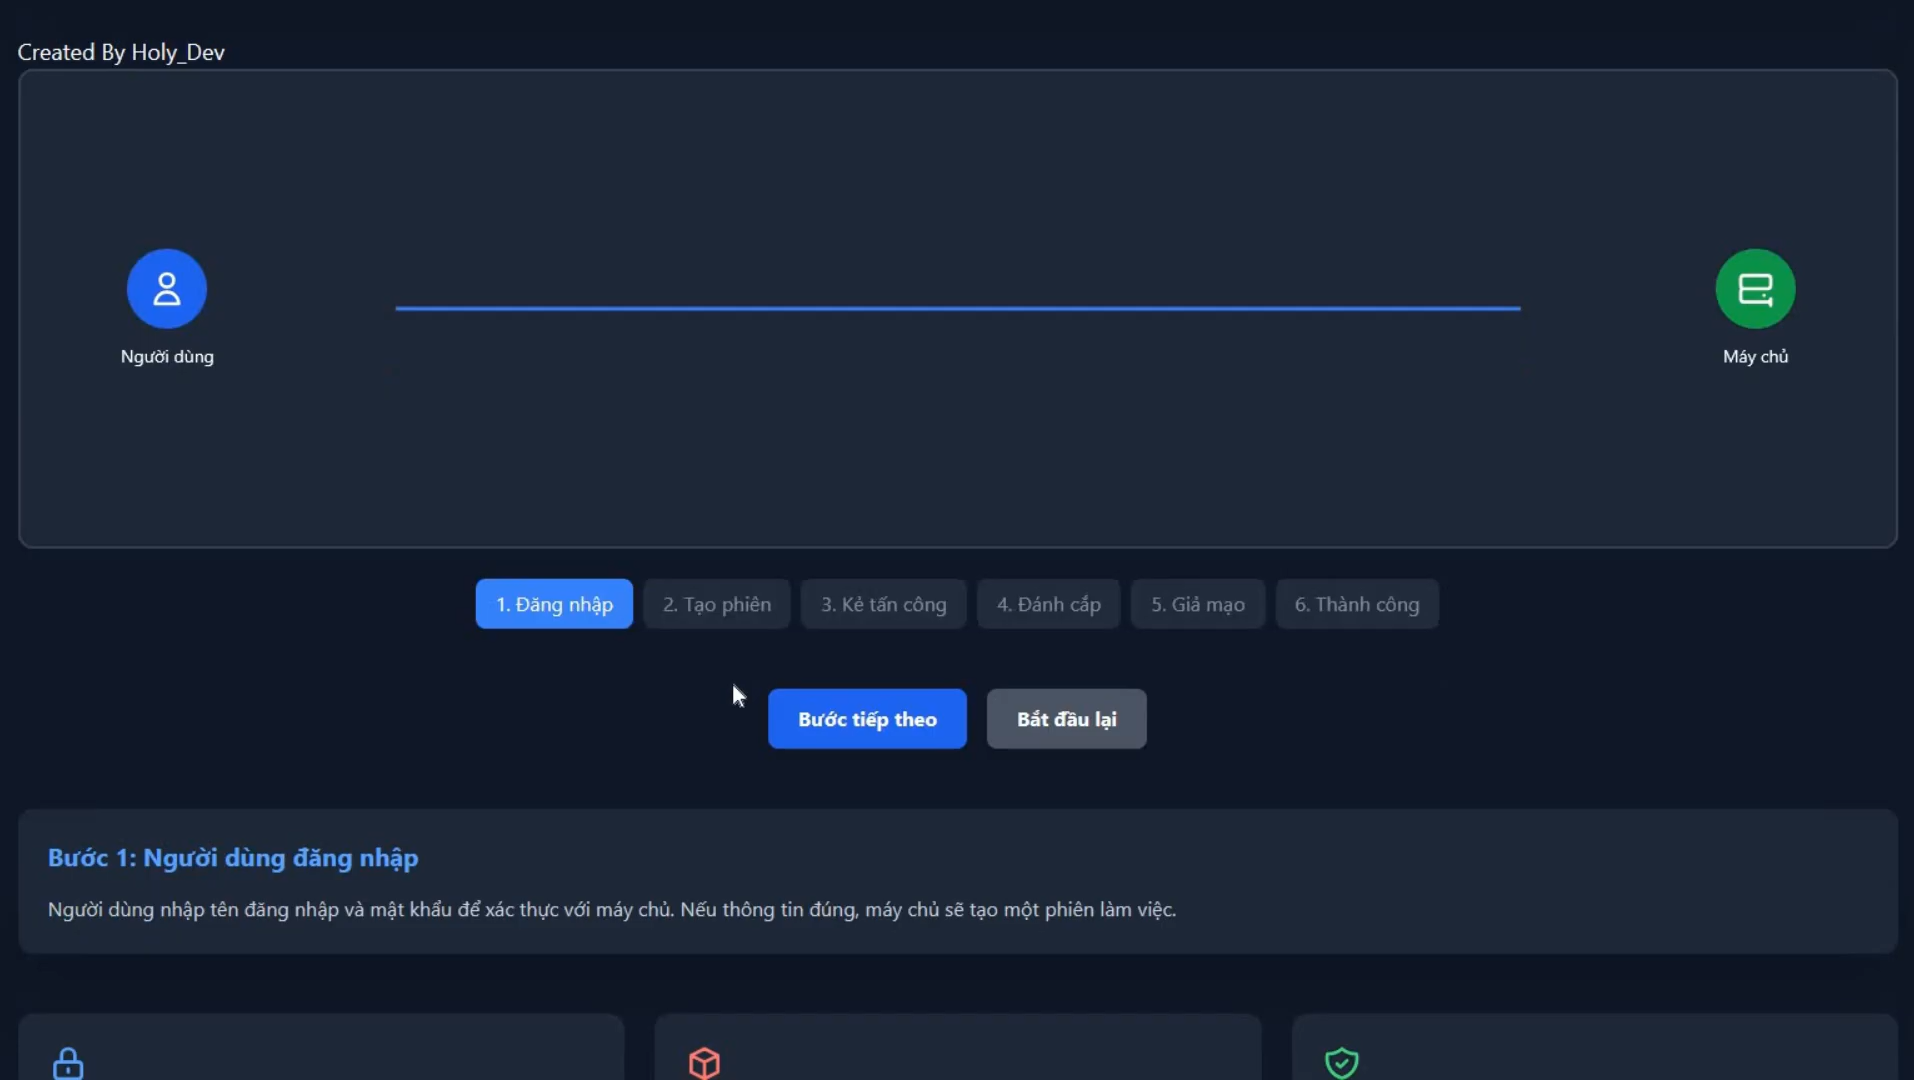 Created By Holy_Dev
Người dùng
Máy chủ
1. Đăng nhập
2. Tạo phiên
3. Kẻ tấn công
4. Đánh cắp
5. Giả mạo
6. Thành công
Bước tiếp theo
Bắt đầu lại
Bước 1: Người dùng đăng nhập
Người dùng nhập tên đăng nhập và mật khẩu để xác thực với máy chủ. Nếu thông tin đúng, máy chủ sẽ tạo một phiên làm việc.